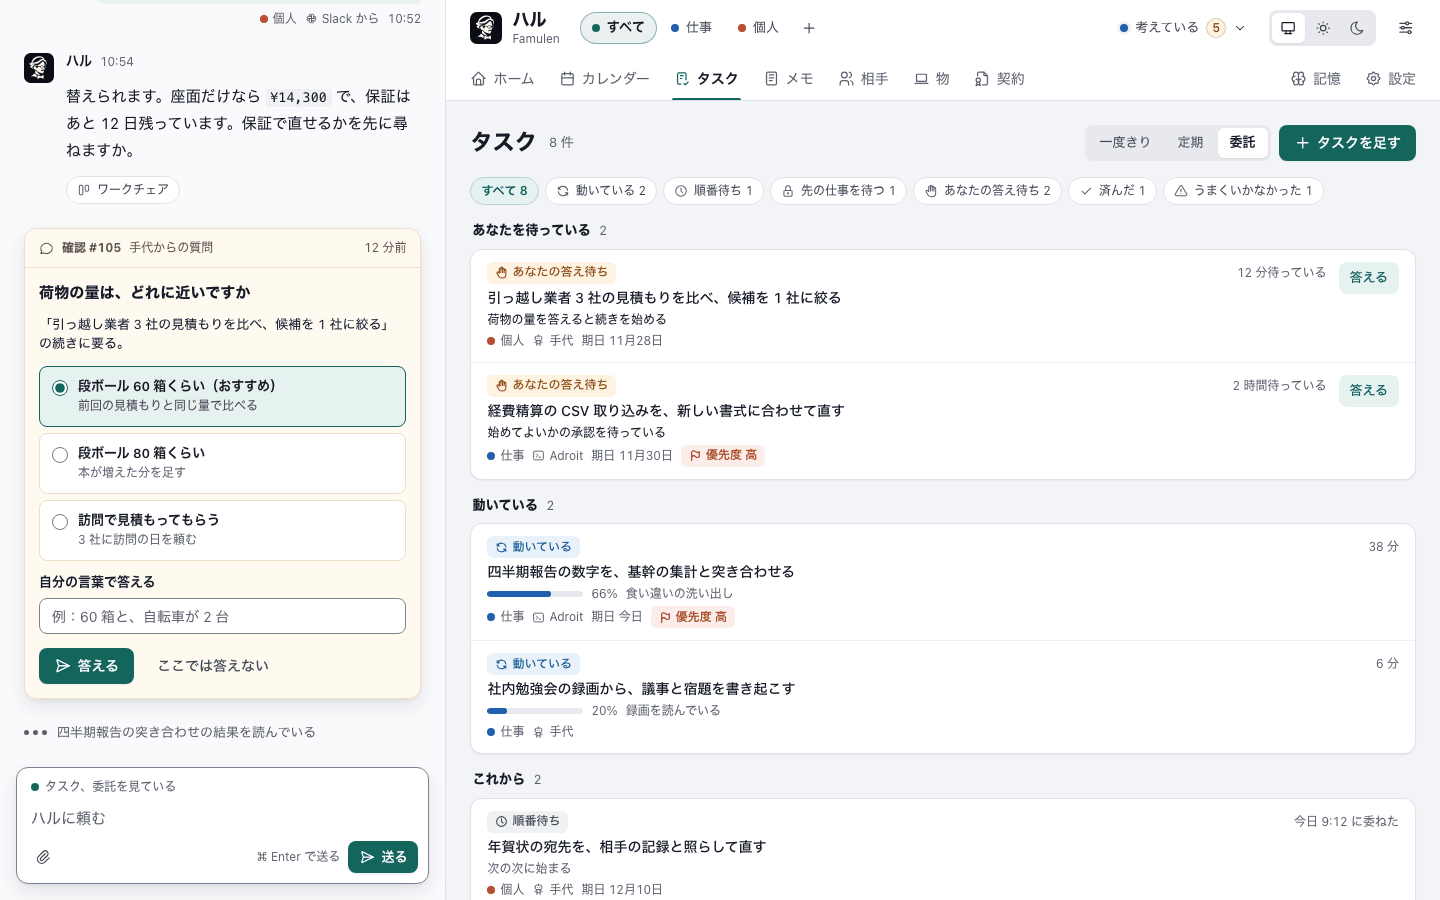 個人 Slack から 10:52
ハル 10:54
替えられます。座面だけなら ¥14,300 で、保証は
あと 12 日残っています。保証で直せるかを先に尋
ねますか。
ワークチェア
確認 #105 手代からの質問 12 分前
荷物の量は、どれに近いですか
「引っ越し業者 3 社の見積もりを比べ、候補を 1 社に絞る」
の続きに要る。
段ボール 60 箱くらい（おすすめ）
前回の見積もりと同じ量で比べる
段ボール 80 箱くらい
本が増えた分を足す
訪問で見積もってもらう
3 社に訪問の日を頼む
自分の言葉で答える
例：60 箱と、自転車が 2 台
答える ここでは答えない
四半期報告の突き合わせの結果を読んでいる
タスク、委託を見ている
ハルに頼む
⌘ Enter で送る 送る
ハル
Famulen
すべて 仕事 個人 +
考えている 5
ホーム カレンダー タスク メモ 相手 物 契約 記憶 設定
タスク 8 件
一度きり 定期 委託
+ タスクを足す
すべて 8 動いている 2 順番待ち 1 先の仕事を待つ 1 あなたの答え待ち 2 済んだ 1 うまくいかなかった 1
あなたを待っている 2
あなたの答え待ち 12 分待っている 答える
引っ越し業者 3 社の見積もりを比べ、候補を 1 社に絞る
荷物の量を答えると続きを始める
個人 手代 期日 11月28日
あなたの答え待ち 2 時間待っている 答える
経費精算の CSV 取り込みを、新しい書式に合わせて直す
始めてよいかの承認を待っている
仕事 Adroit 期日 11月30日 優先度 高
動いている 2
動いている 38 分
四半期報告の数字を、基幹の集計と突き合わせる
66% 食い違いの洗い出し
仕事 Adroit 期日 今日 優先度 高
動いている 6 分
社内勉強会の録画から、議事と宿題を書き起こす
20% 録画を読んでいる
仕事 手代
これから 2
順番待ち 今日 9:12 に委ねた
年賀状の宛先を、相手の記録と照らして直す
次の次に始まる
個人 手代 期日 12月10日